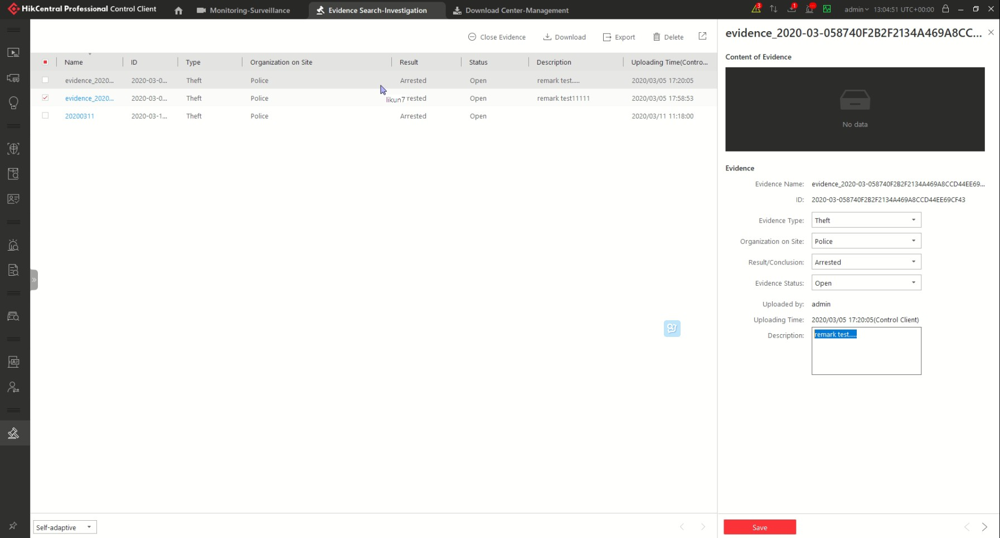 HikCentral Professional Control Client
Monitoring-Surveillance
Evidence Search-Investigation
Download Center-Management
3
1
...
admin
13:04:51 UTC+00:00
Close Evidence
Download
Export
Delete
Name ID Type Organization on Site Result Status Description Uploading Time(Contro...
evidence_2020... 2020-03-0... Theft Police Arrested Open remark test..... 2020/03/05 17:20:05
evidence_2020... 2020-03-0... Theft Police rested Open remark test11111 2020/03/05 17:58:53
likun7
20200311 2020-03-1... Theft Police Arrested Open 2020/03/11 11:18:00
Self-adaptive
evidence_2020-03-058740F2B2F2134A469A8CC...
Content of Evidence
No data
Evidence
Evidence Name: evidence_2020-03-058740F2B2F2134A469A8CCD44EE69...
ID: 2020-03-058740F2B2F2134A469A8CCD44EE69CF43
Evidence Type: Theft
Organization on Site: Police
Result/Conclusion: Arrested
Evidence Status: Open
Uploaded by: admin
Uploading Time: 2020/03/05 17:20:05(Control Client)
Description: remark test.....
Save